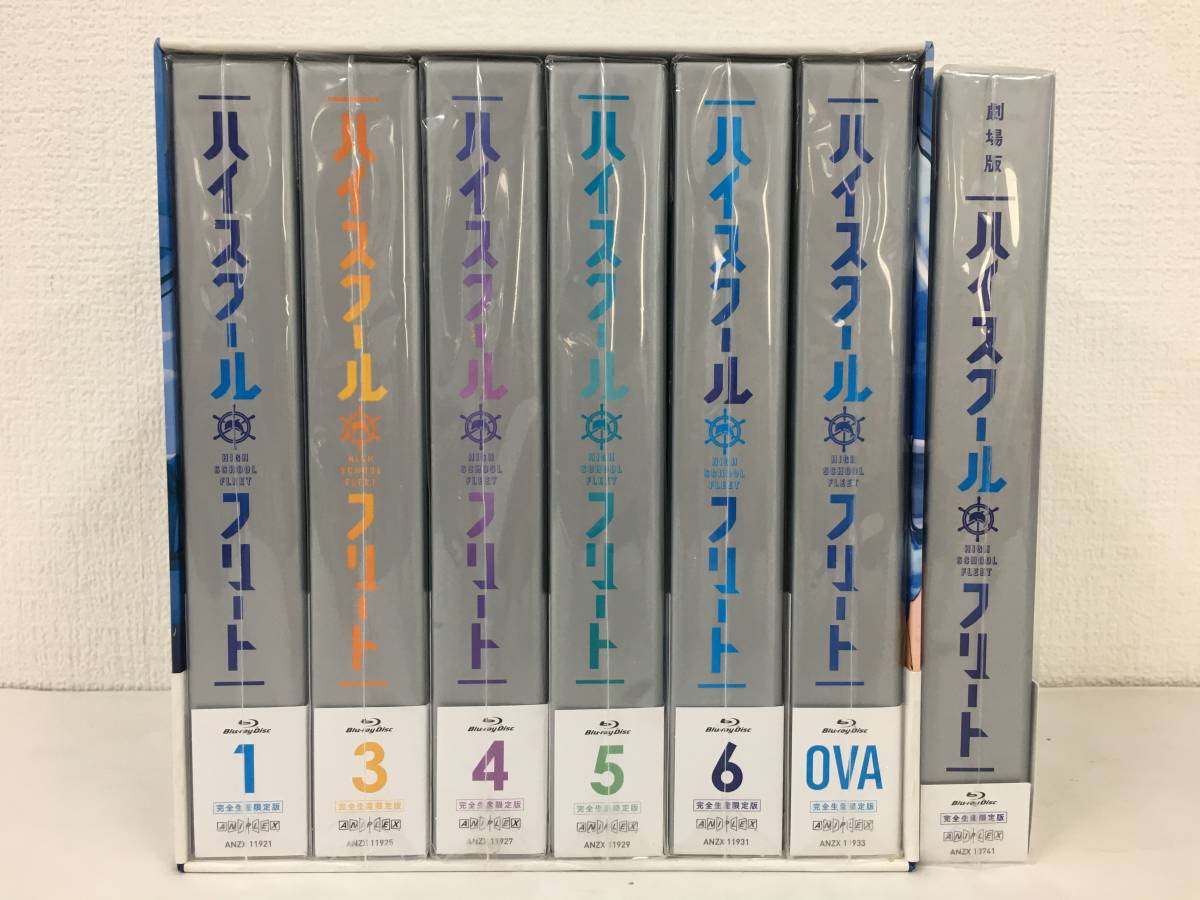 ハイスクール
HIGH
SCHOOL
FLEET
フリート
Blu-ray Disc
1
完全生産限定版
ANIPLEX
ANZX 11921
ハイスクール
HIGH
SCHOOL
FLEET
フリート
Blu-ray Disc
3
完全生産限定版
ANIPLEX
ANZX 11925
ハイスクール
HIGH
SCHOOL
FLEET
フリート
Blu-ray Disc
4
完全生産限定版
ANIPLEX
ANZX 11927
ハイスクール
HIGH
SCHOOL
FLEET
フリート
Blu-ray Disc
5
完全生産限定版
ANIPLEX
ANZX 11929
ハイスクール
HIGH
SCHOOL
FLEET
フリート
Blu-ray Disc
6
完全生産限定版
ANIPLEX
ANZX 11931
ハイスクール
HIGH
SCHOOL
FLEET
フリート
Blu-ray Disc
OVA
完全生産限定版
ANIPLEX
ANZX 11933
劇場版
ハイスクール
HIGH
SCHOOL
FLEET
フリート
Blu-ray Disc
完全生産限定版
ANIPLEX
ANZX 13741